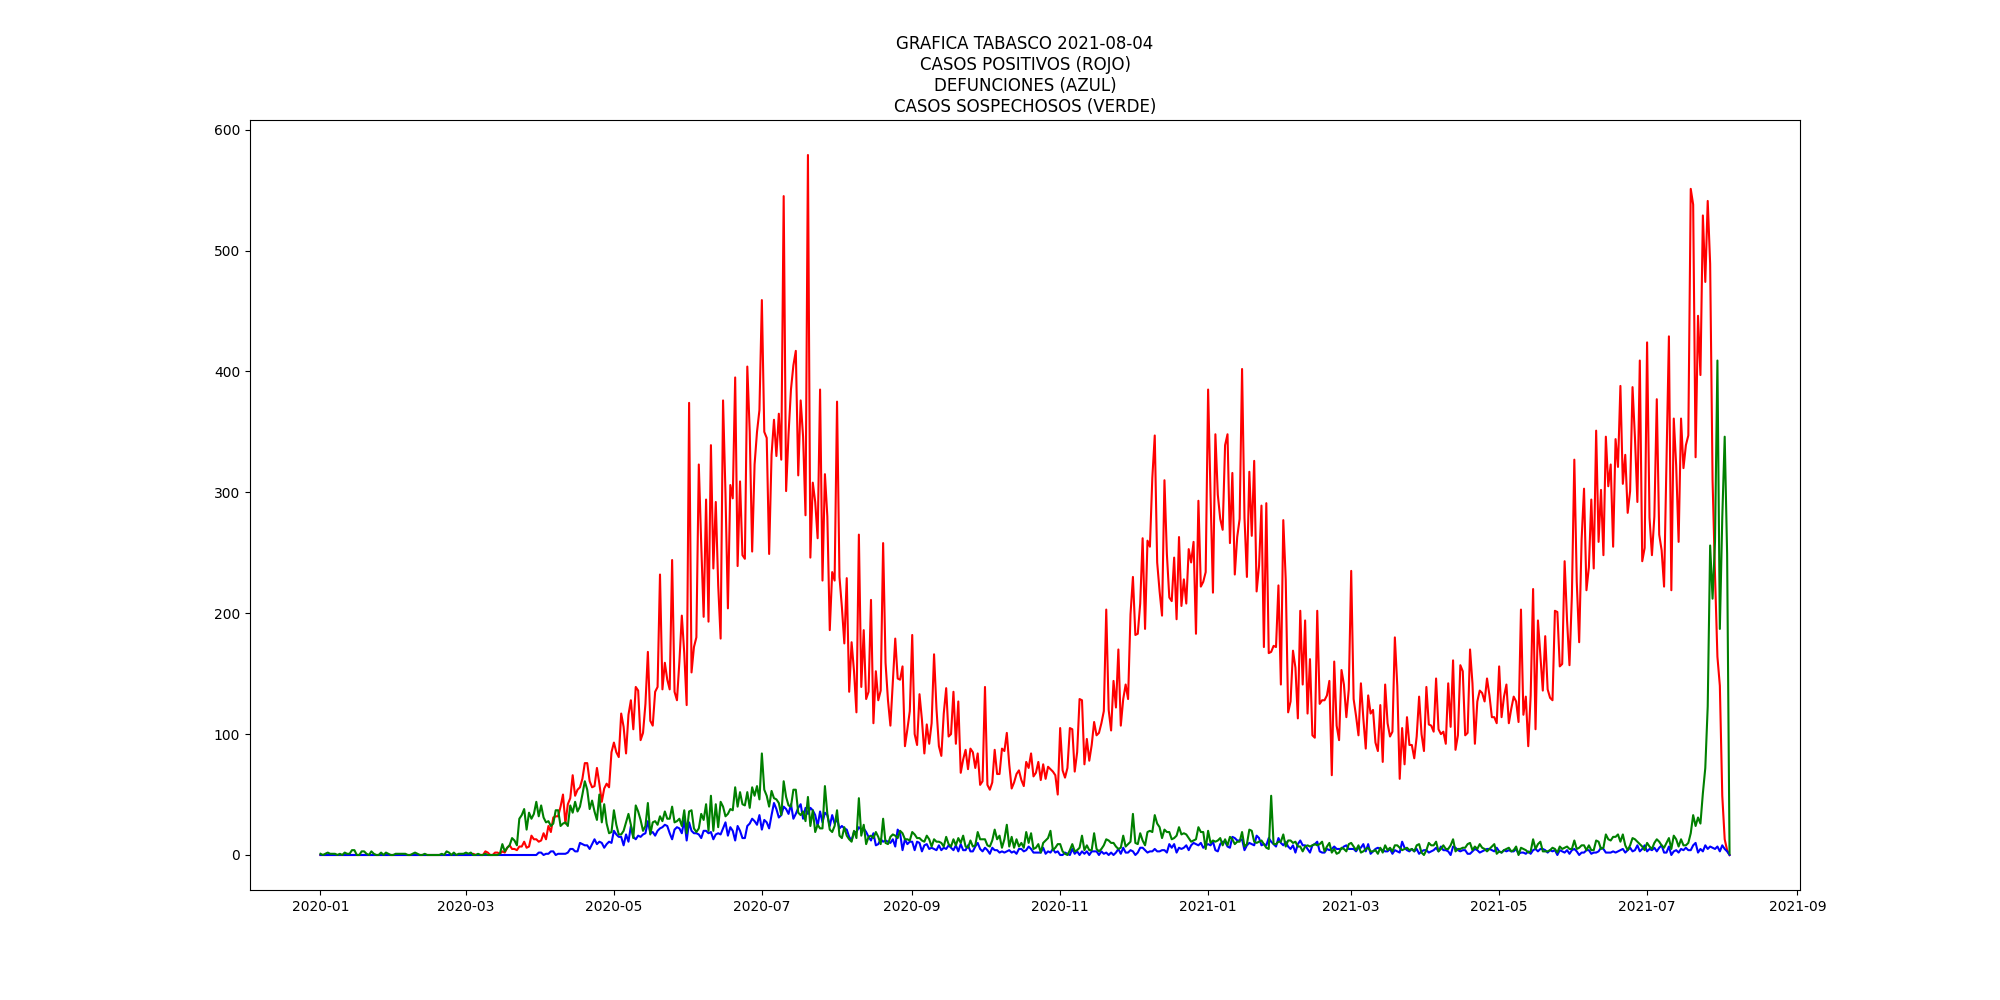 GRAFICA TABASCO 2021-08-04
CASOS POSITIVOS (ROJO)
DEFUNCIONES (AZUL)
CASOS SOSPECHOSOS (VERDE)
600
500
400
300
200
100
0
2020-01 2020-03 2020-05 2020-07 2020-09 2020-11 2021-01 2021-03 2021-05 2021-07 2021-09